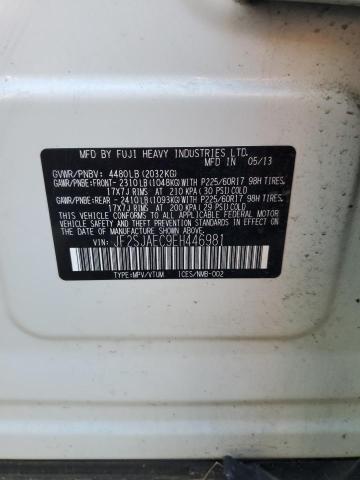 MFD BY FUJI HEAVY INDUSTRIES LTD.
MFD IN 05/13
GVWR/PNBV: 4480LB(2032KG)
GAWR/PNBE:FRONT- 2310LB(1048KG) WITH/AVEC P225/60R17 98H TIRES,
17X7J RIMS AT 210 KPA(30 PSI)COLD
GAWR/PNBE:REAR - 2410LB(1093KG) WITH/AVEC P225/60R17 98H TIRES,
17X7J RIMS AT 200 KPA(29 PSI)COLD
THIS VEHICLE CONFORMS TO ALL APPLICABLE
FEDERAL MOTOR VEHICLE SAFETY, BUMPER, AND THEFT
PREVENTION STANDARDS IN EFFECT ON THE DATE OF
MANUFACTURE SHOWN ABOVE.
VIN: JF2SJAEC9EH446981
TYPE:MPV/VTUM ICES/NMB-002